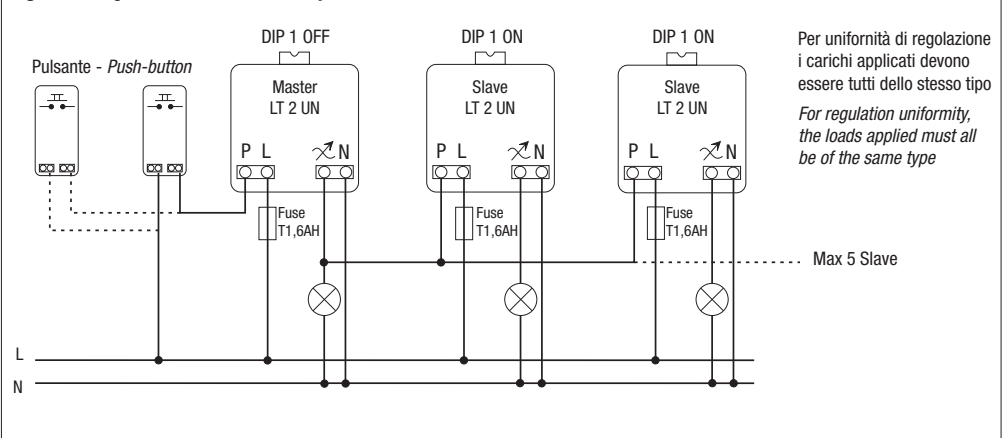 DIP 1 OFF
DIP 1 ON
DIP 1 ON
Pulsante - Push-button
Master
LT 2 UN
Slave
LT 2 UN
Slave
LT 2 UN
P L N
P L N
P L N
Fuse
T1,6AH
Fuse
T1,6AH
Fuse
T1,6AH
Per unifornità di regolazione
i carichi applicati devono
essere tutti dello stesso tipo
For regulation uniformity,
the loads applied must all
be of the same type
Max 5 Slave
L
N